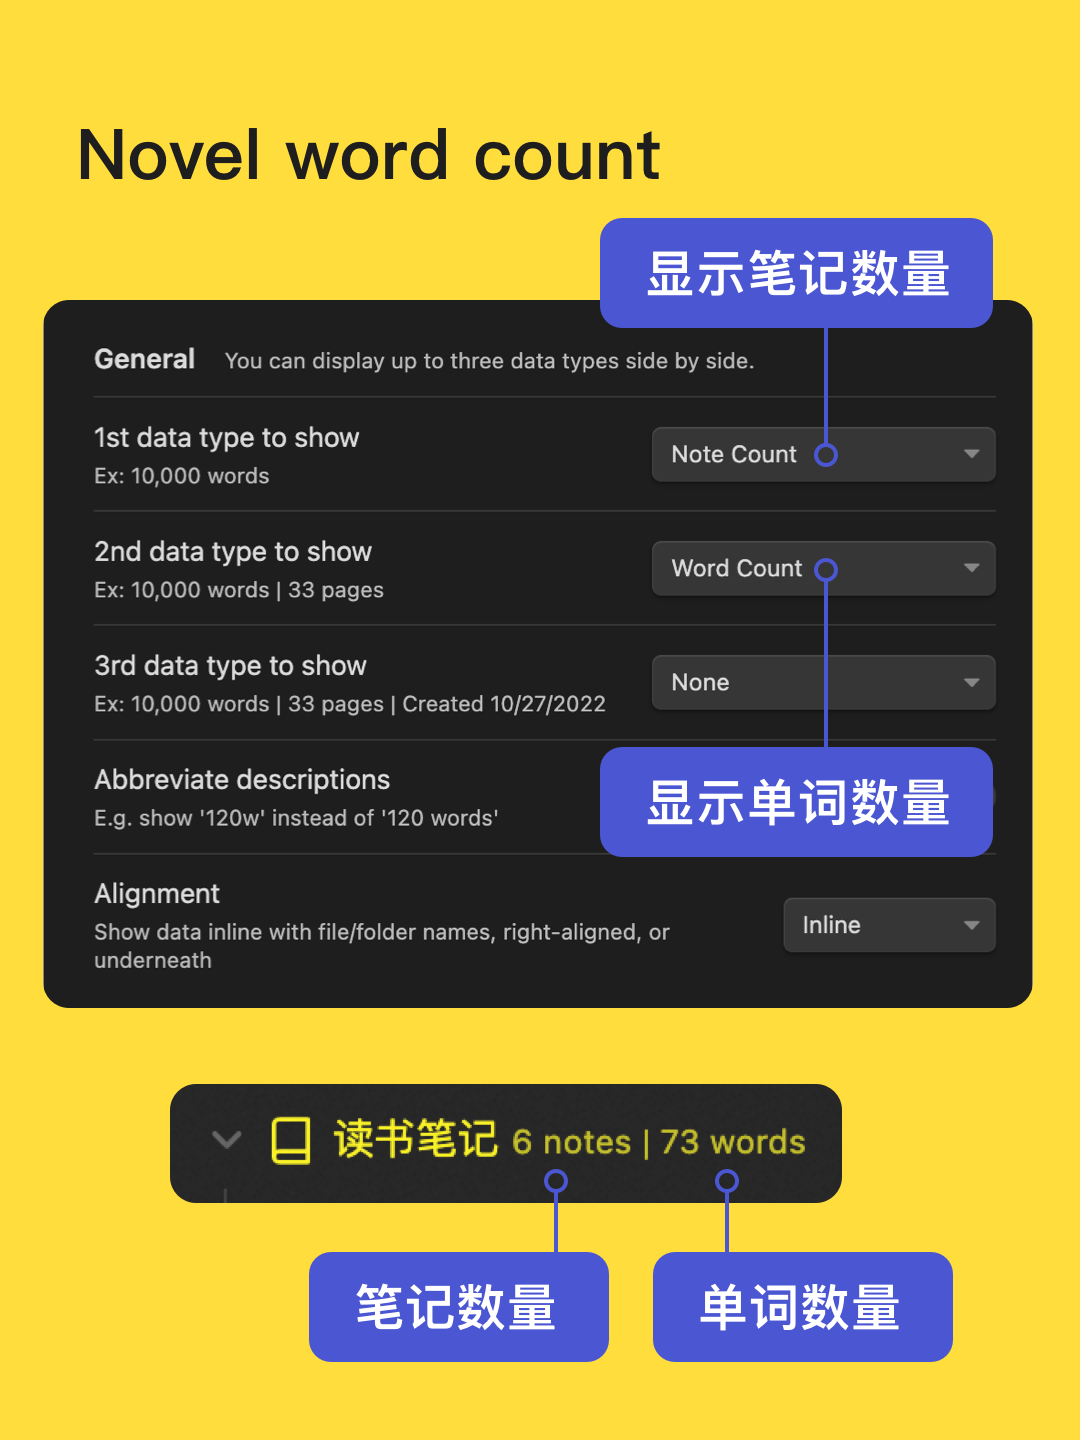 Novel word count
显示笔记数量
General You can display up to three data types side by side.
1st data type to show
Ex: 10,000 words
Note Count
2nd data type to show
Ex: 10,000 words | 33 pages
Word Count
3rd data type to show
Ex: 10,000 words | 33 pages | Created 10/27/2022
None
Abbreviate descriptions
E.g. show '120w' instead of '120 words'
显示单词数量
Alignment
Show data inline with file/folder names, right-aligned, or
underneath
Inline
读书笔记 6 notes | 73 words
笔记数量 单词数量